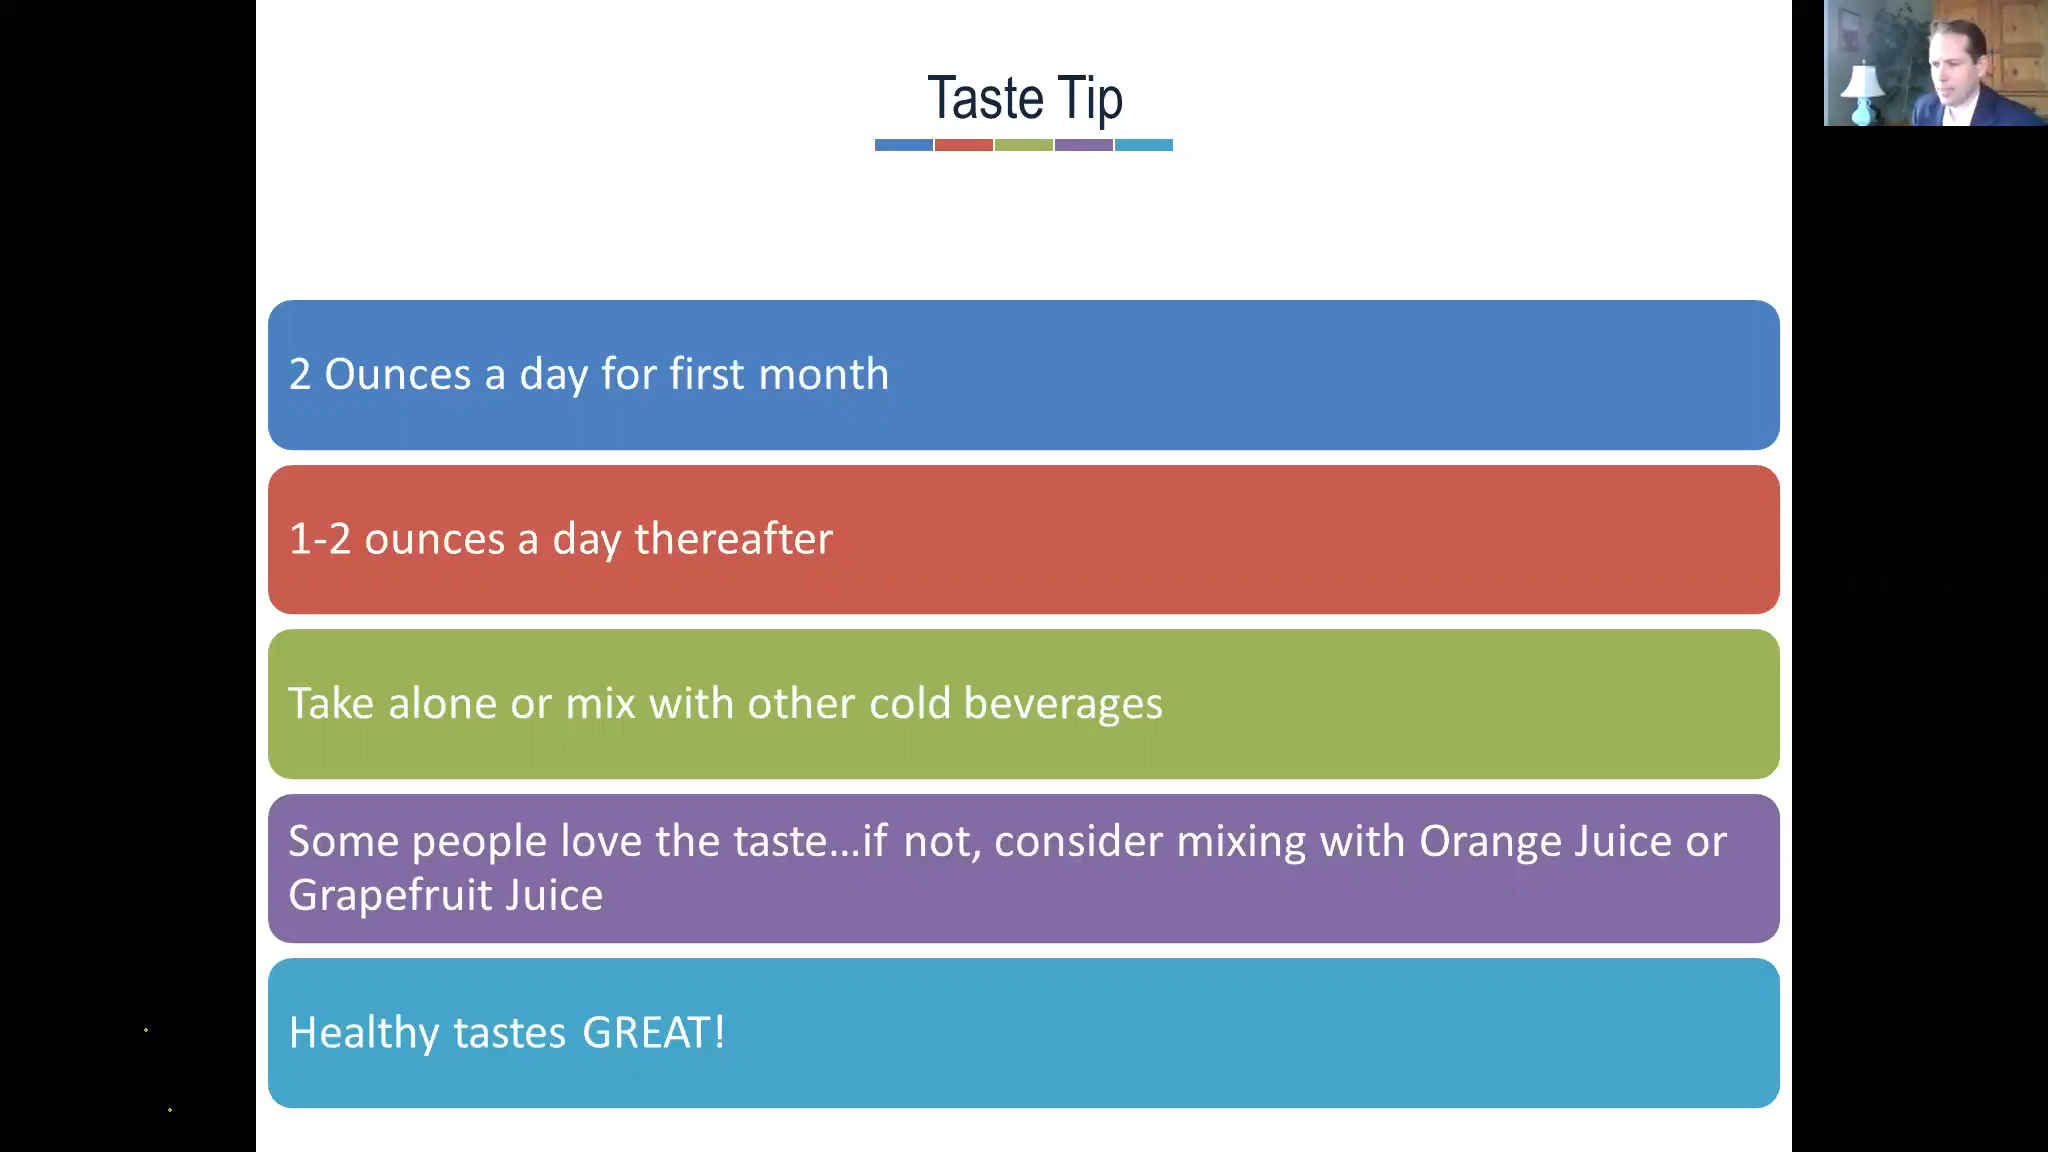 Taste Tip
2 Ounces a day for first month
1-2 ounces a day thereafter
Take alone or mix with other cold beverages
Some people love the taste...if not, consider mixing with Orange Juice or
Grapefruit Juice
Healthy tastes GREAT!